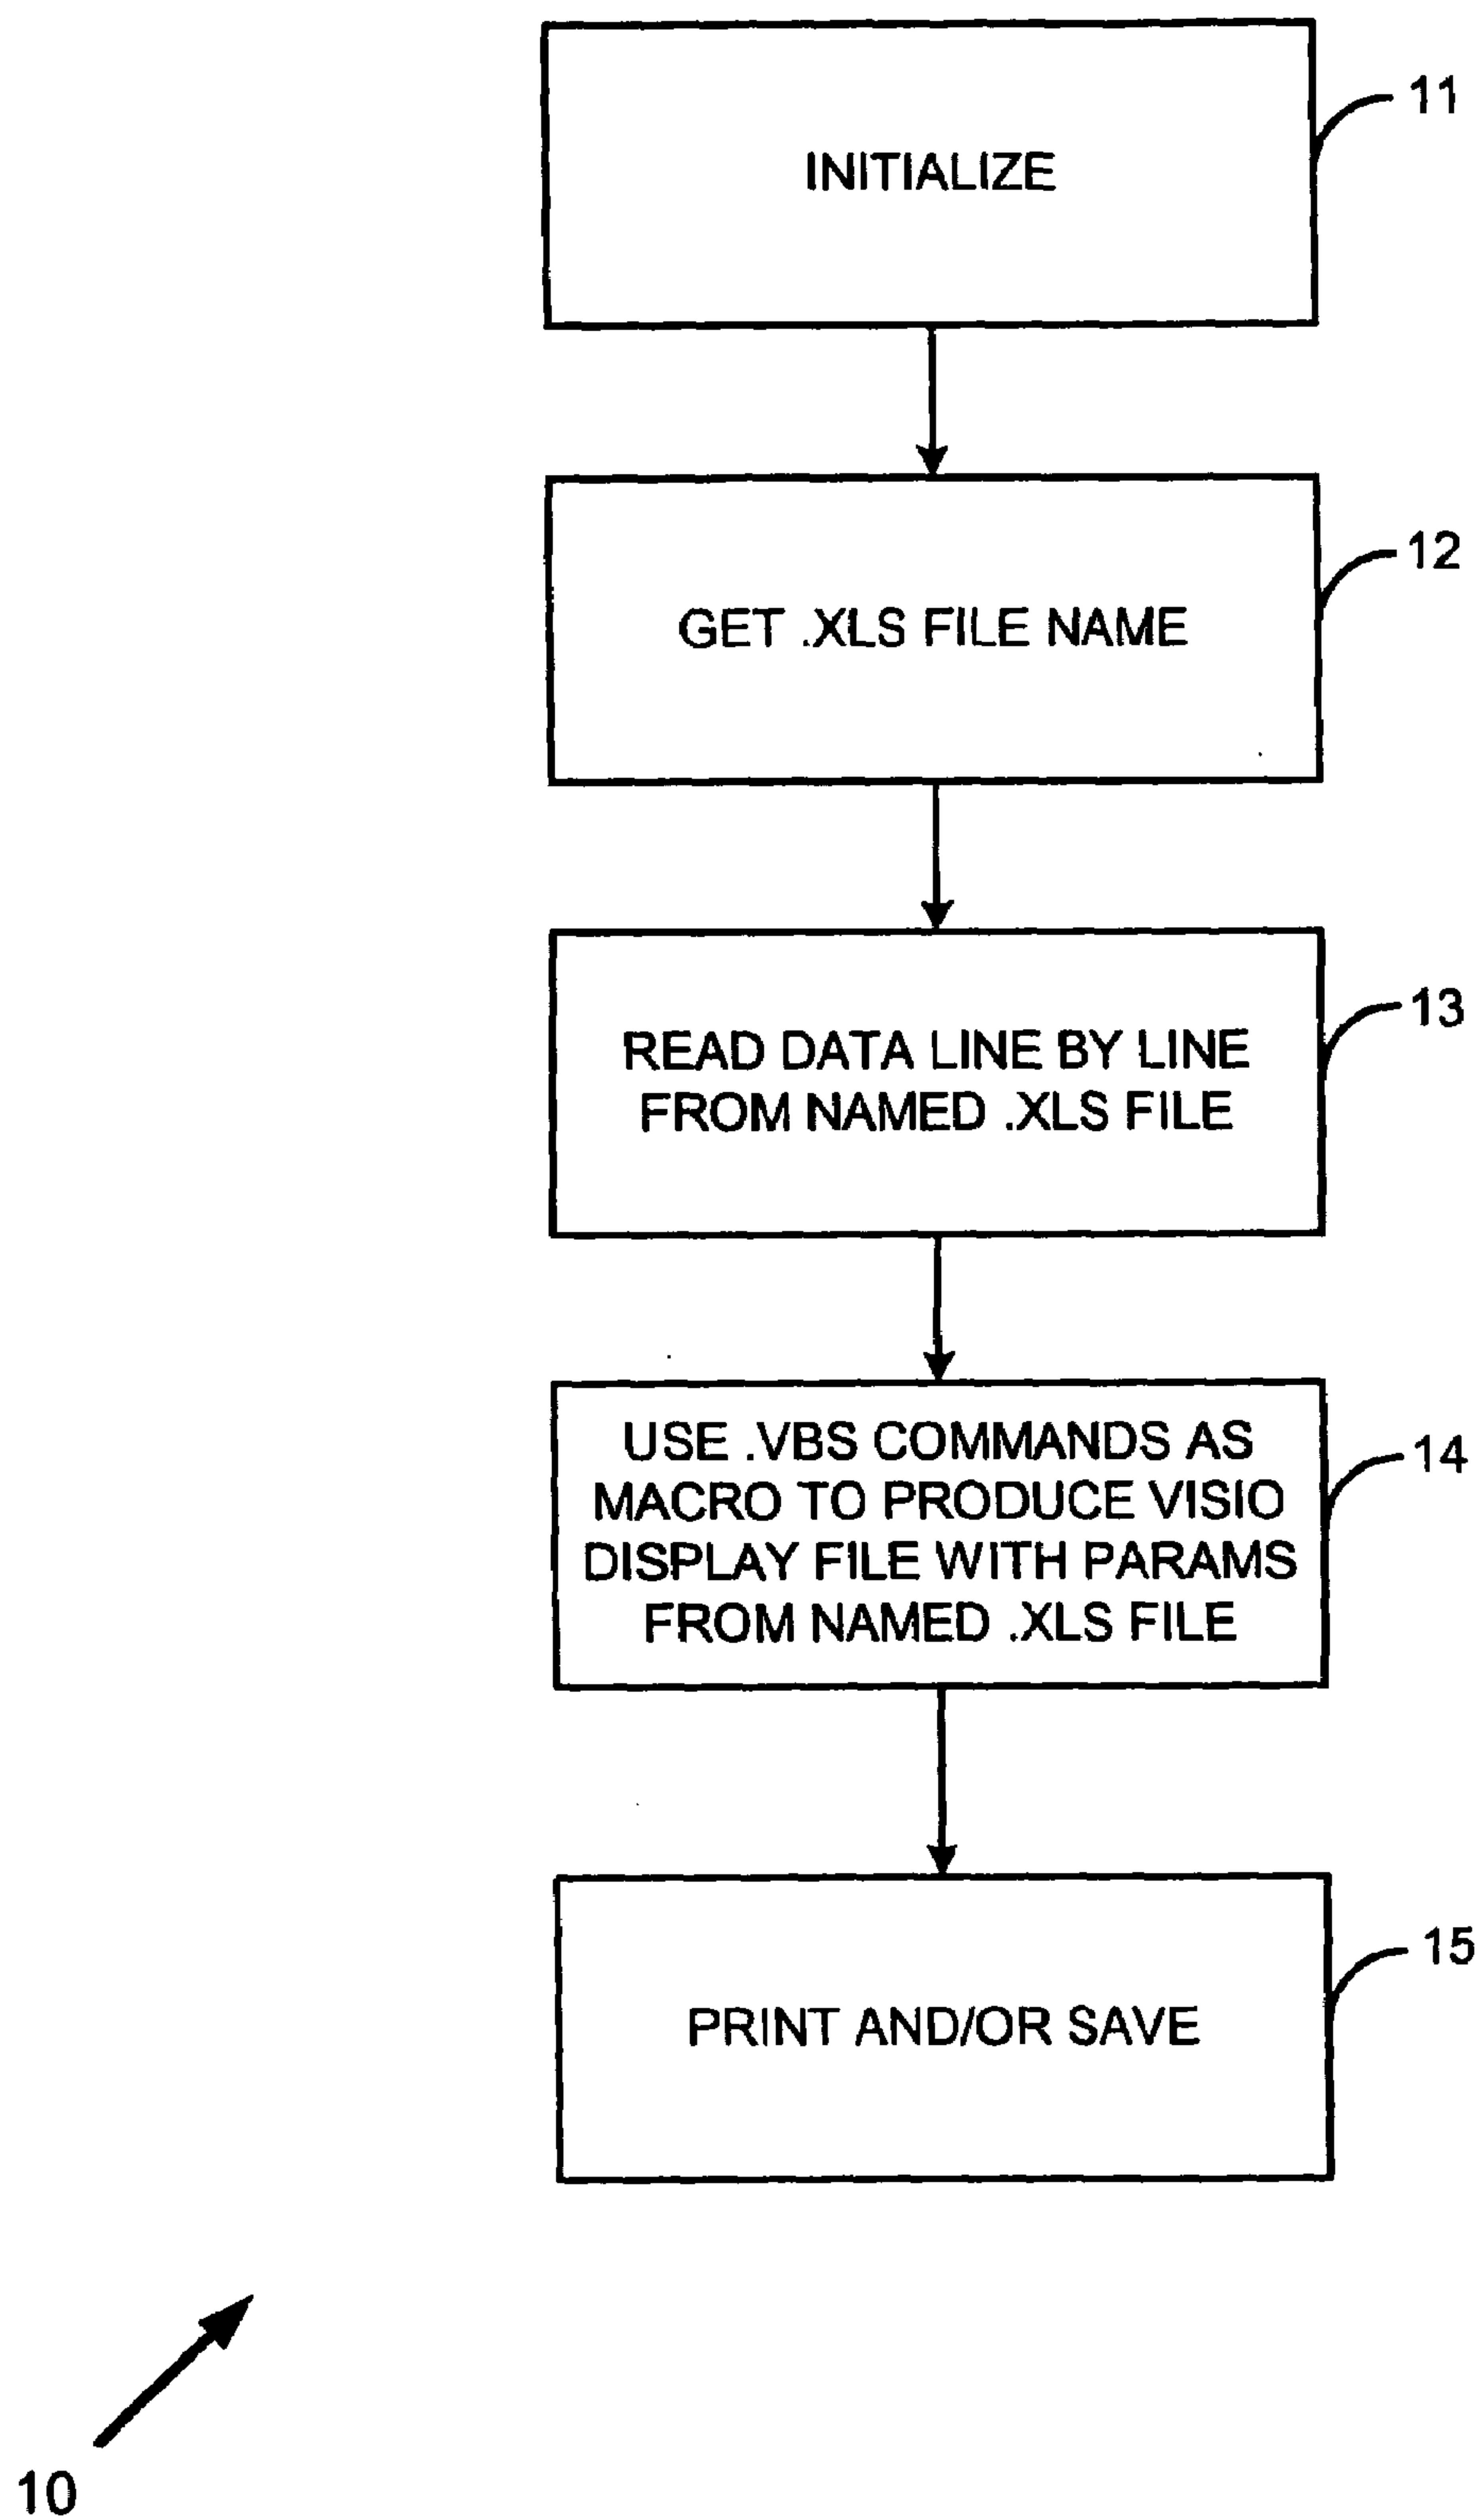 INITIALIZE
11
GET .XLS FILE NAME
12
READ DATA LINE BY LINE
FROM NAMED .XLS FILE
13
USE .VBS COMMANDS AS
MACRO TO PRODUCE VISIO
DISPLAY FILE WITH PARAMS
FROM NAMED .XLS FILE
14
PRINT AND/OR SAVE
15
10